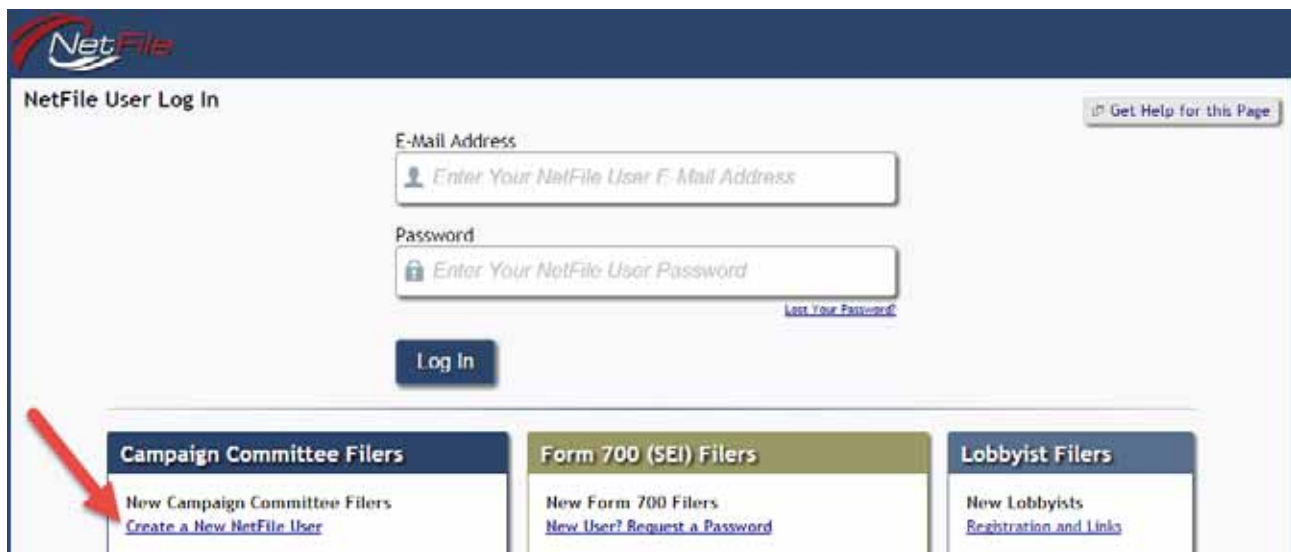 NetFile
NetFile User Log In
Get Help for this Page
E-Mail Address
Enter Your NetFile User E-Mail Address
Password
Enter Your NetFile User Password
Lost Your Password?
Log In
Campaign Committee Filers
New Campaign Committee Filers
Create a New NetFile User
Form 700 (SEI) Filers
New Form 700 Filers
New User? Request a Password
Lobbyist Filers
New Lobbyists
Registration and Links